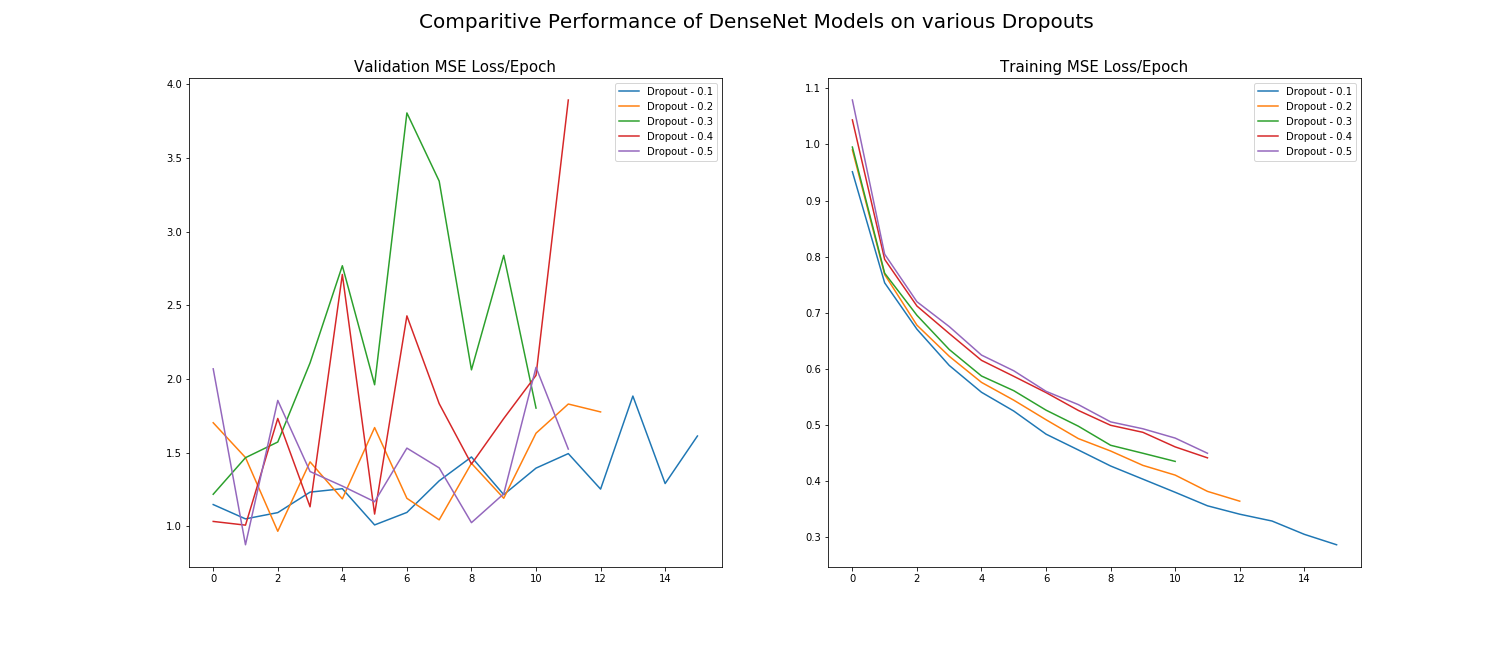 Comparitive Performance of DenseNet Models on various Dropouts
Validation MSE Loss/Epoch
4.0
3.5
3.0
2.5
2.0
1.5
1.0
0 2 4 6 8 10 12 14
Dropout - 0.1
Dropout - 0.2
Dropout - 0.3
Dropout - 0.4
Dropout - 0.5
Training MSE Loss/Epoch
1.1
1.0
0.9
0.8
0.7
0.6
0.5
0.4
0.3
0 2 4 6 8 10 12 14
Dropout - 0.1
Dropout - 0.2
Dropout - 0.3
Dropout - 0.4
Dropout - 0.5